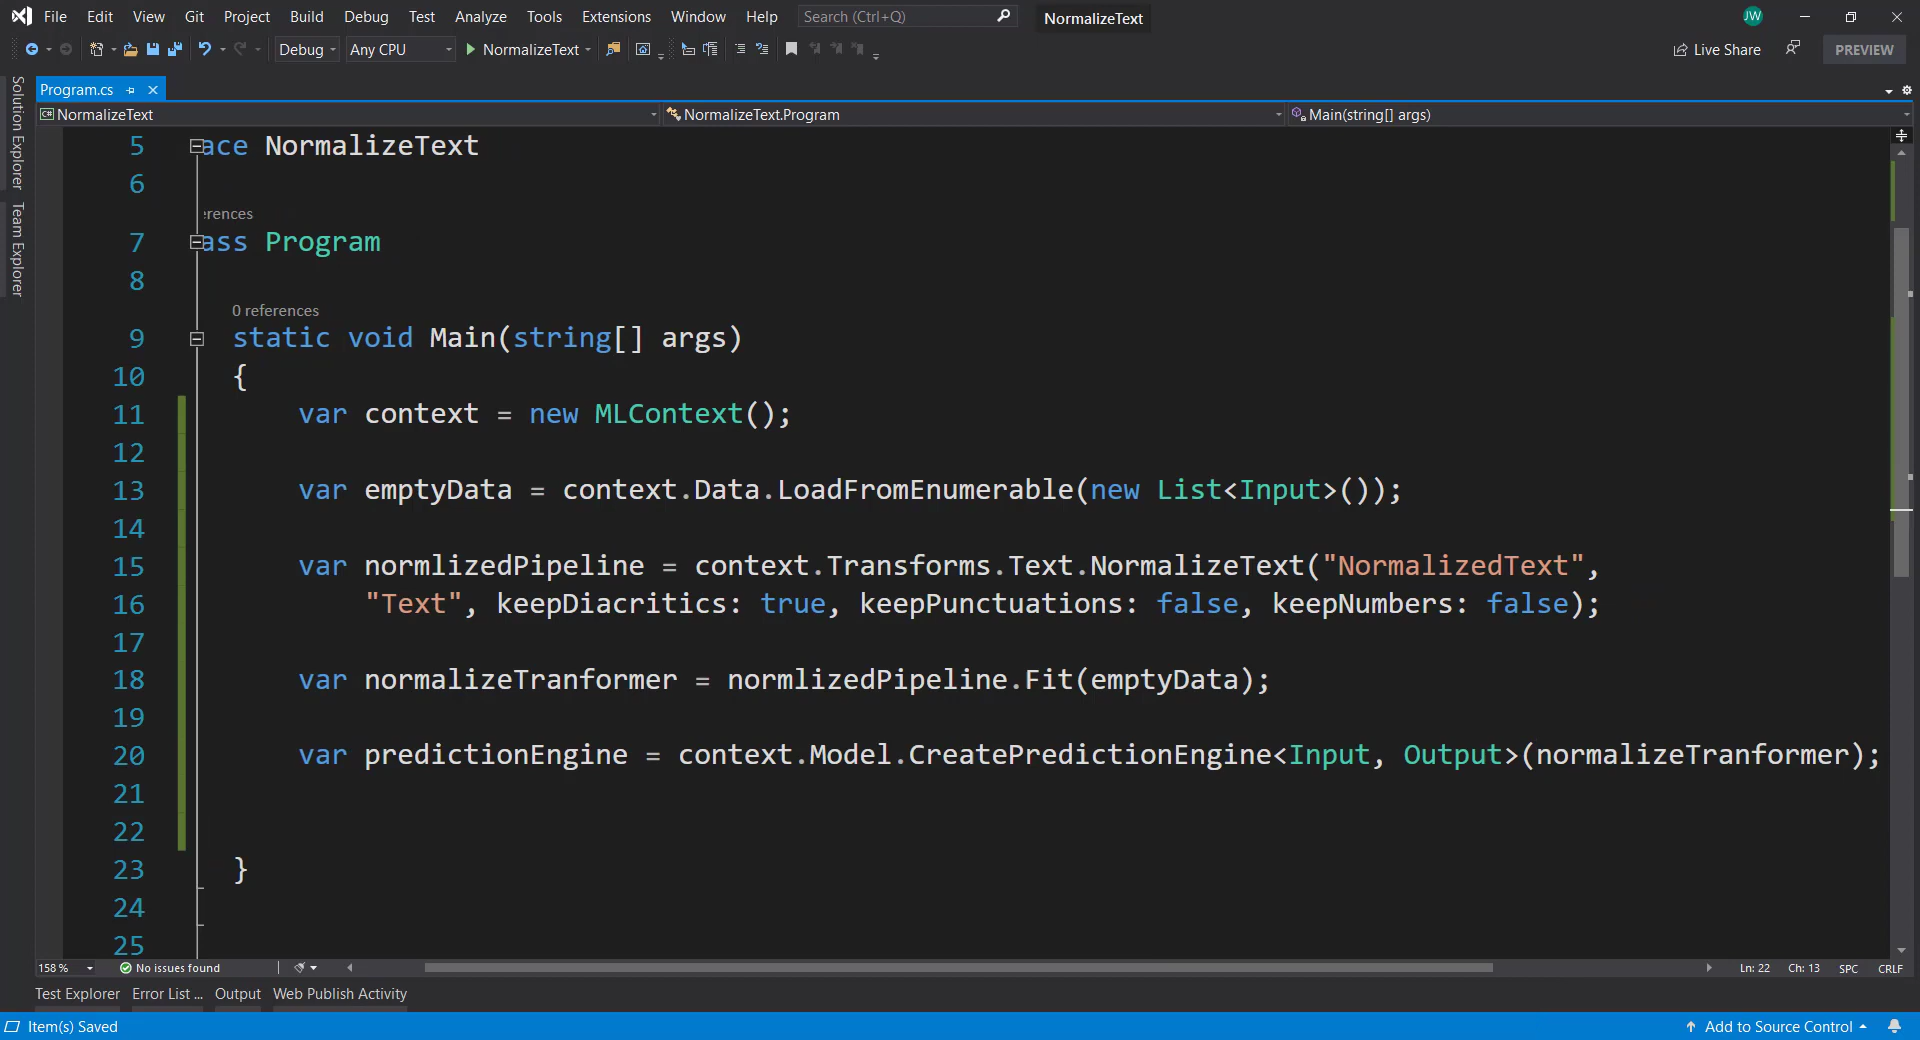 File Edit View Git Project Build Debug Test Analyze Tools Extensions Window Help Search (Ctrl+Q) NormalizeText JW
Debug Any CPU NormalizeText Live Share PREVIEW
Solution Explorer
Team Explorer
Program.cs
C# NormalizeText NormalizeText.Program Main(string[] args)
5 ace NormalizeText
6
erences
7 ass Program
8
0 references
9 static void Main(string[] args)
10 {
11 var context = new MLContext();
12
13 var emptyData = context.Data.LoadFromEnumerable(new List<Input>());
14
15 var normlizedPipeline = context.Transforms.Text.NormalizeText("NormalizedText",
16 "Text", keepDiacritics: true, keepPunctuations: false, keepNumbers: false);
17
18 var normalizeTranformer = normlizedPipeline.Fit(emptyData);
19
20 var predictionEngine = context.Model.CreatePredictionEngine<Input, Output>(normalizeTranformer);
21
22
23 }
24
25
158 % No issues found Ln: 22 Ch: 13 SPC CRLF
Test Explorer Error List ... Output Web Publish Activity
Item(s) Saved Add to Source Control